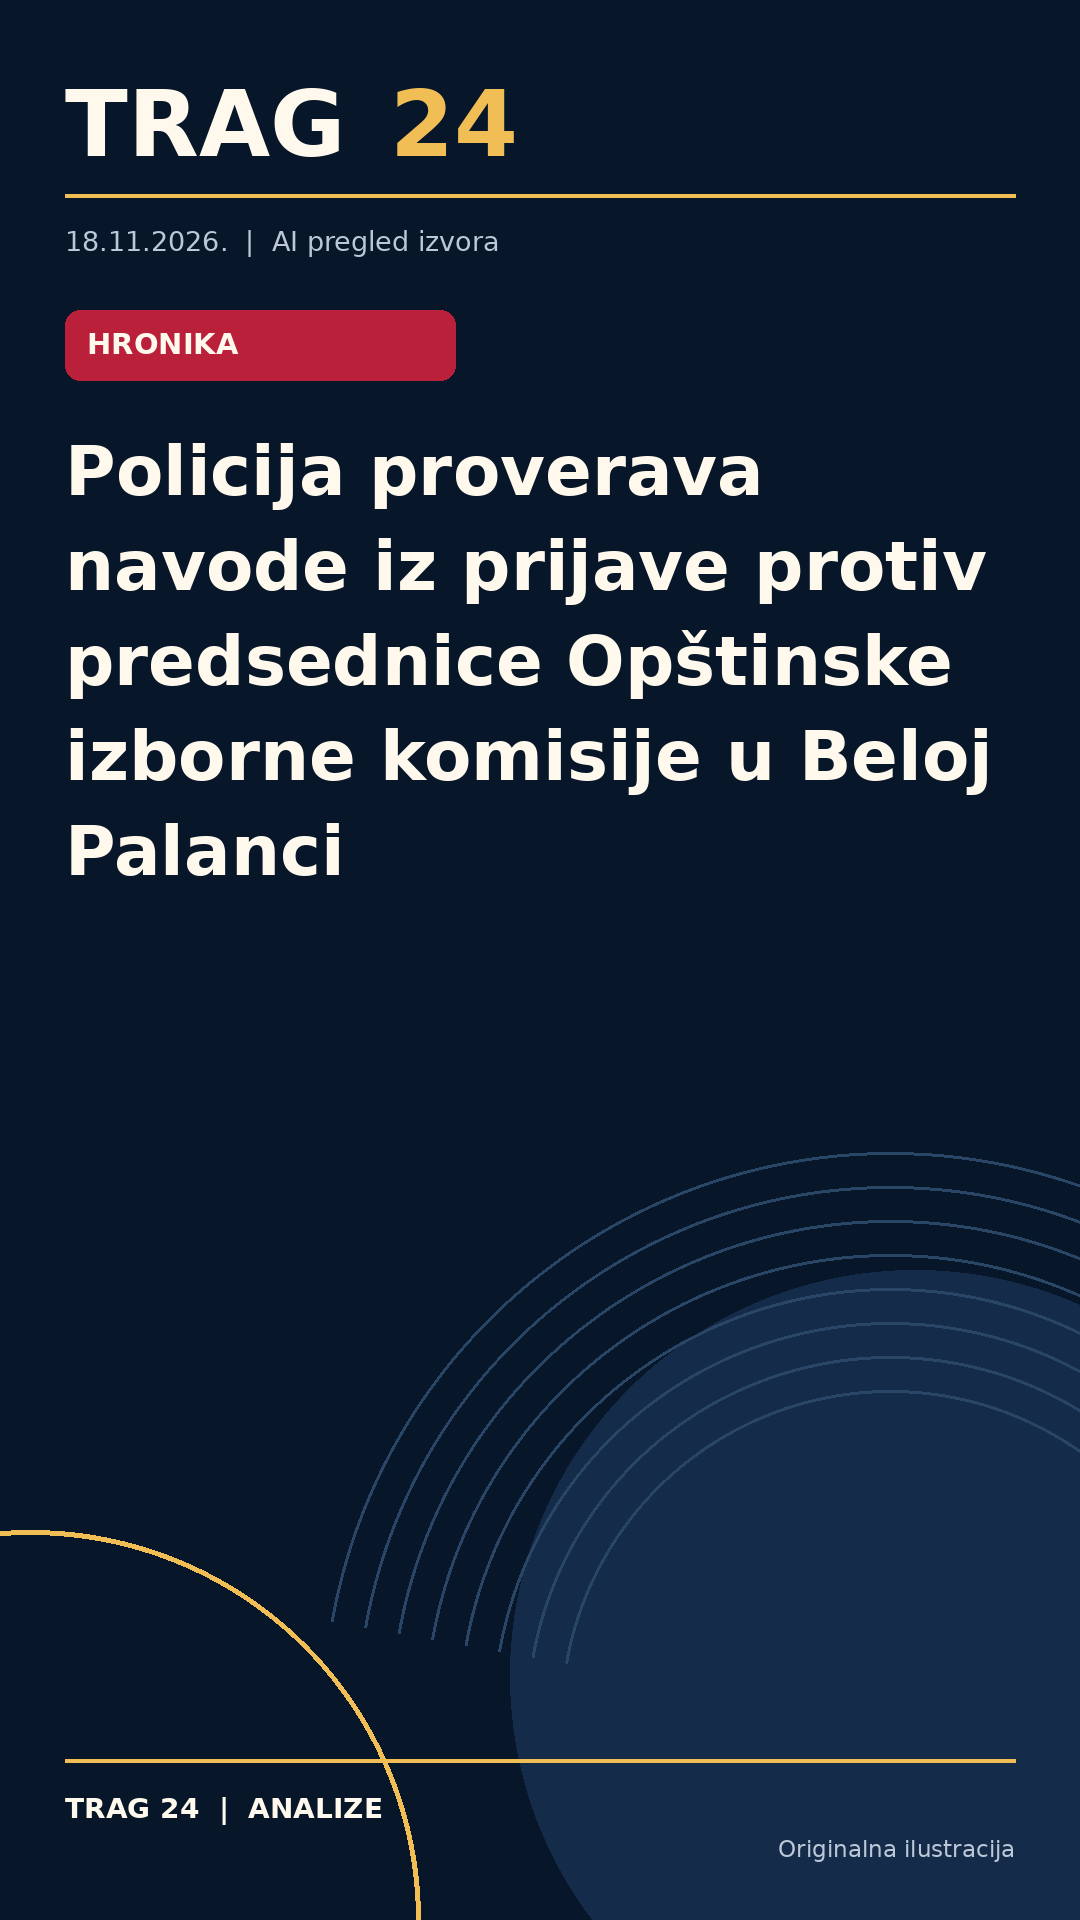 TRAG 24
18.11.2026. | AI pregled izvora
HRONIKA
Policija proverava
navode iz prijave protiv
predsednice Opštinske
izborne komisije u Beloj
Palanci
TRAG 24 | ANALIZE
Originalna ilustracija